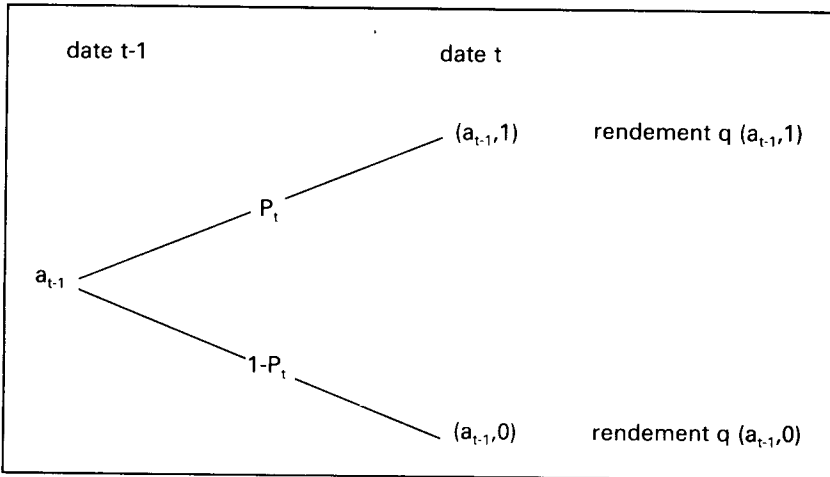 date t-1 date t
(a_{t-1},1) rendement q (a_{t-1},1)
P_t
a_{t-1}
1-P_t
(a_{t-1},0) rendement q (a_{t-1},0)